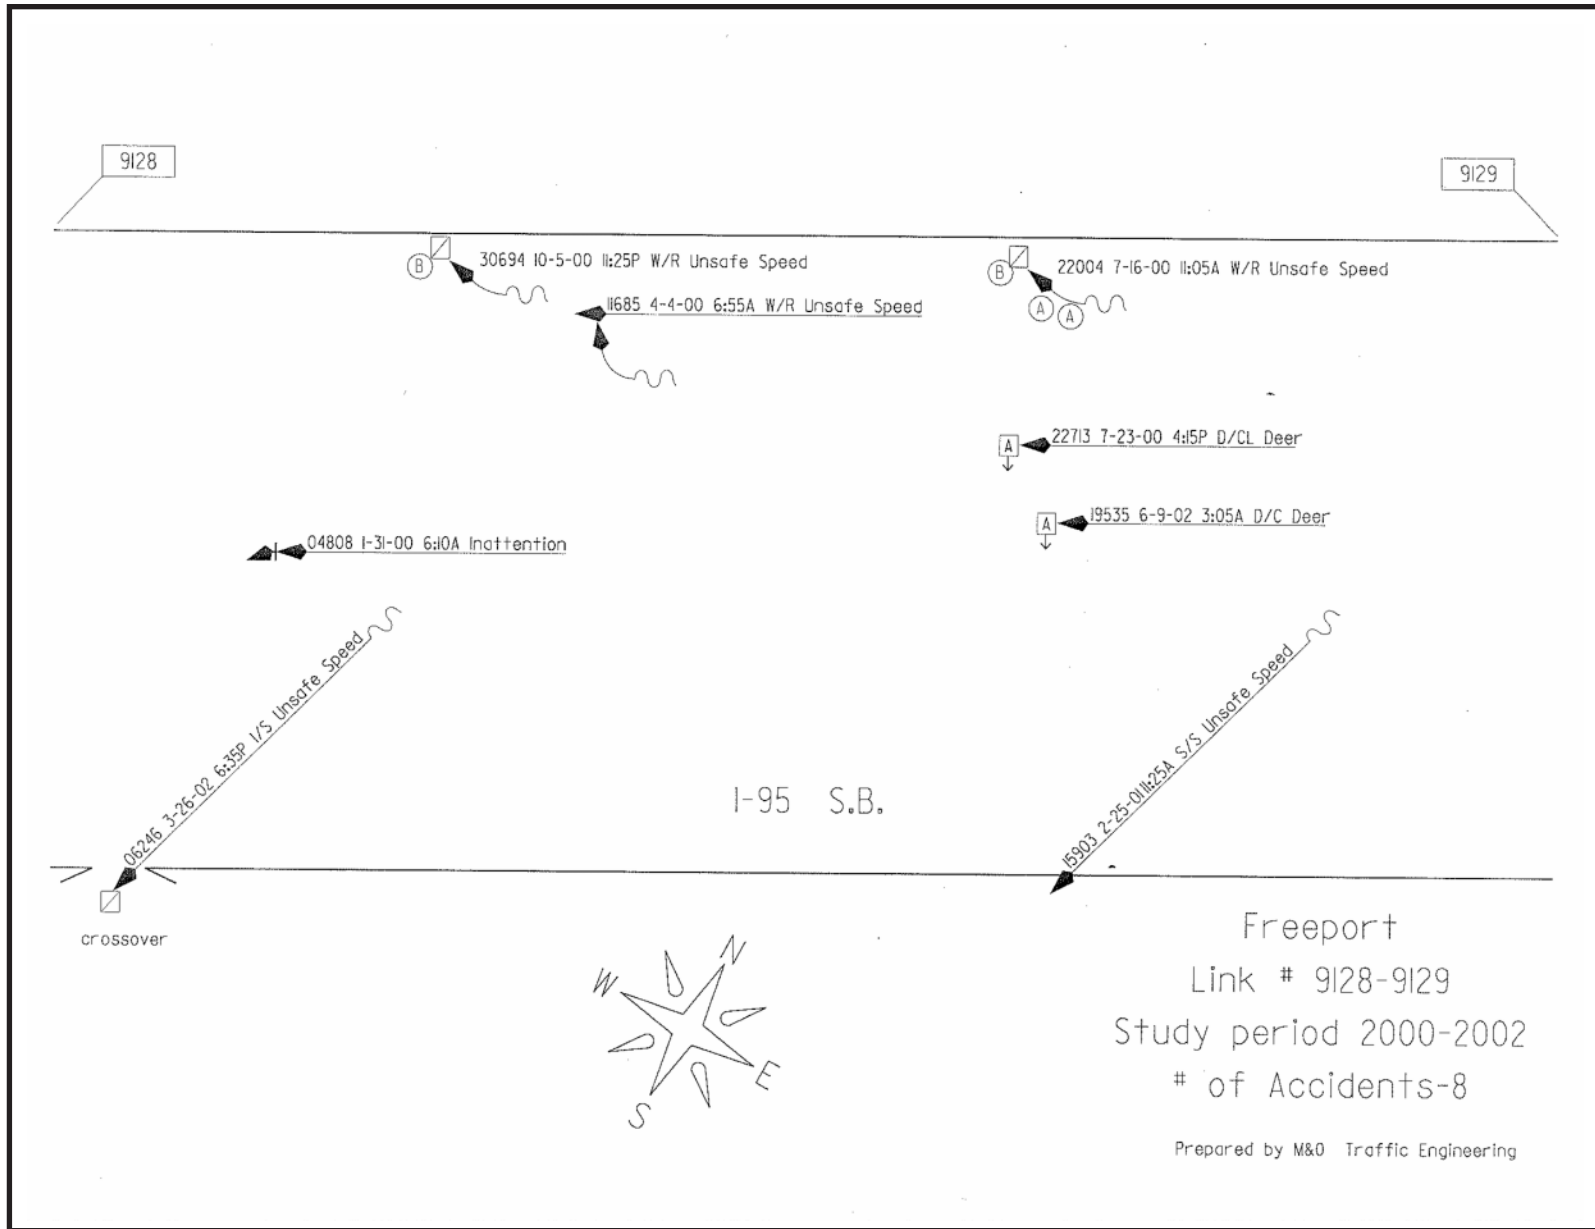 9128
9129
B
30694 10-5-00 11:25P W/R Unsafe Speed
B
22004 7-16-00 11:05A W/R Unsafe Speed
A A
11685 4-4-00 6:55A W/R Unsafe Speed
A
22713 7-23-00 4:15P D/CL Deer
A
19535 6-9-02 3:05A D/C Deer
04808 1-31-00 6:10A Inattention
06246 3-26-02 6:35P I/S Unsafe Speed
15903 2-25-01 11:25A S/S Unsafe Speed
I-95 S.B.
crossover
N
W
E
S
Freeport
Link # 9128-9129
Study period 2000-2002
# of Accidents-8
Prepared by M&O Traffic Engineering